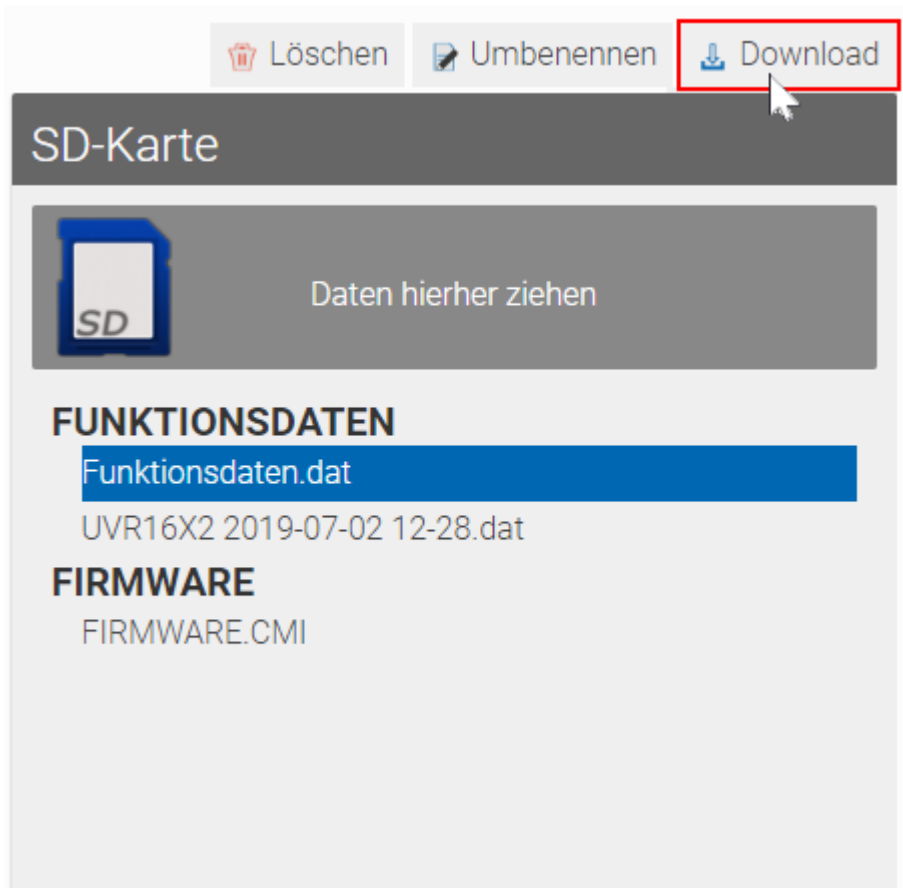 Löschen Umbenennen Download
SD-Karte
SD
Daten hierher ziehen
FUNKTIONSDATEN
Funktionsdaten.dat
UVR16X2 2019-07-02 12-28.dat
FIRMWARE
FIRMWARE.CMI